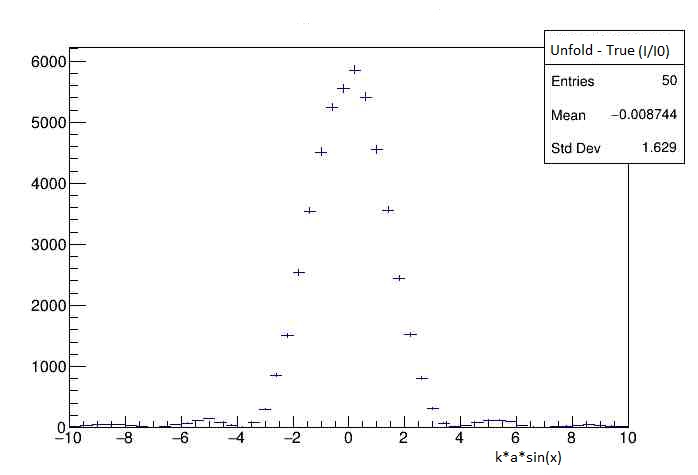 Unfold - True (I/I0)
Entries 50
Mean −0.008744
Std Dev 1.629
6000
5000
4000
3000
2000
1000
0
−10 −8 −6 −4 −2 0 2 4 6 8 10
k*a*sin(x)